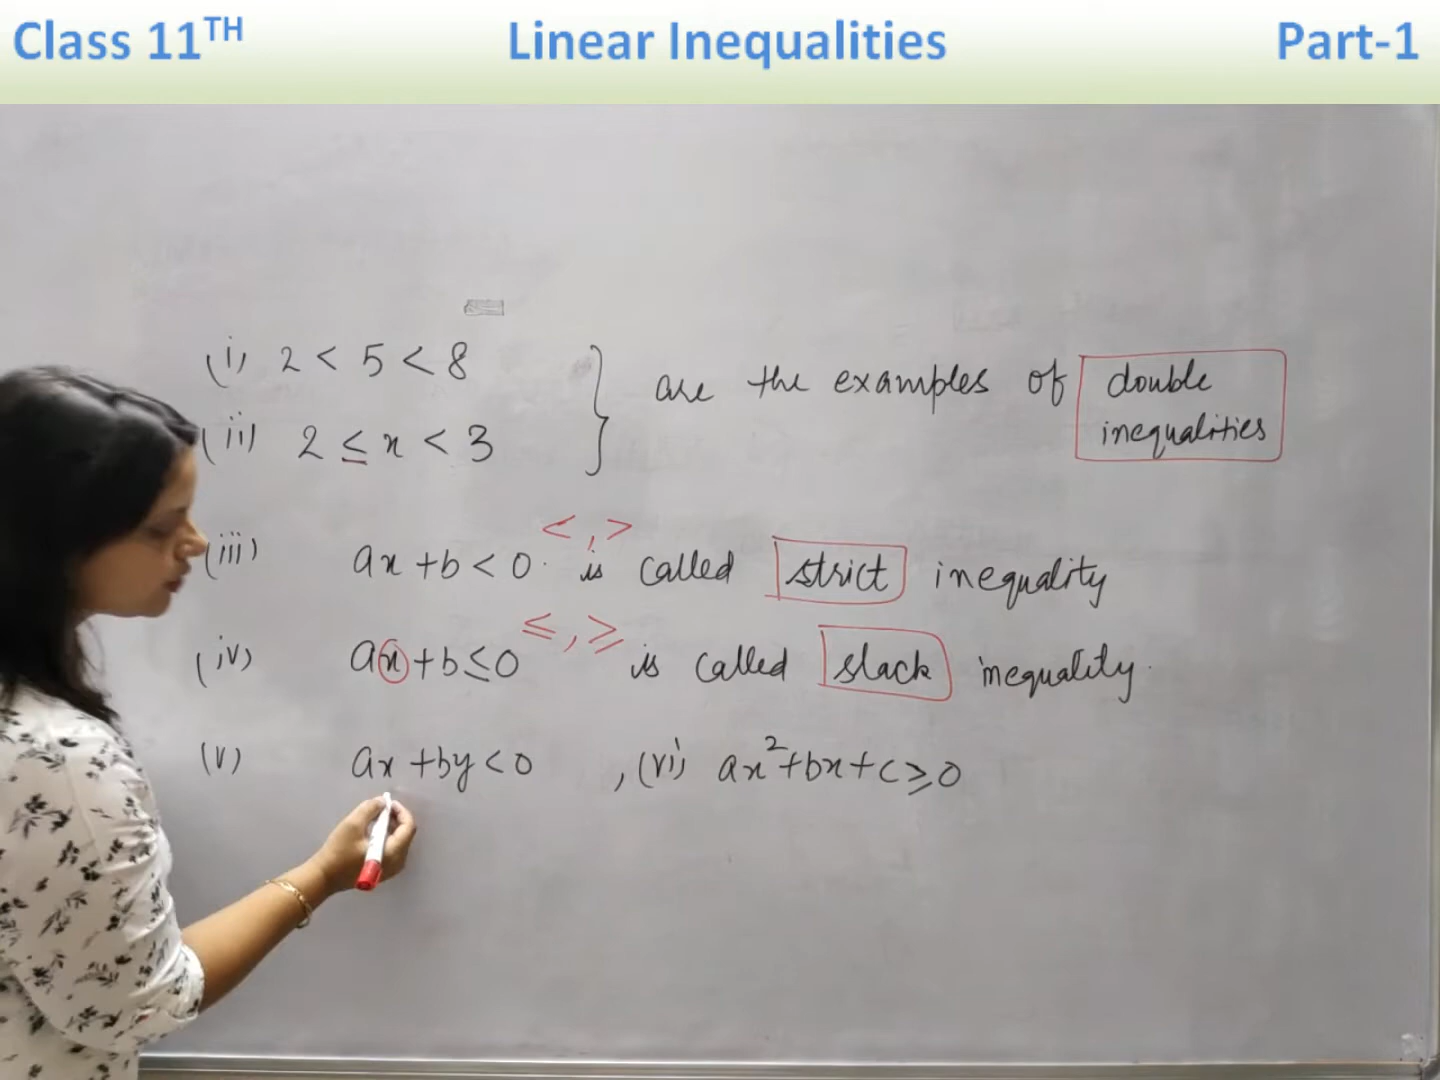 Class 11TH Linear Inequalities Part-1
(i) 2 < 5 < 8 } are the examples of double inequalities
(ii) 2 ≤ x < 3
< , >
(iii) ax + b < 0 . is called strict inequality
≤ , ≥
(iv) ax + b ≤ 0 is called slack inequality.
(v) ax + by < 0 , (vi) ax² + bx + c ≥ 0